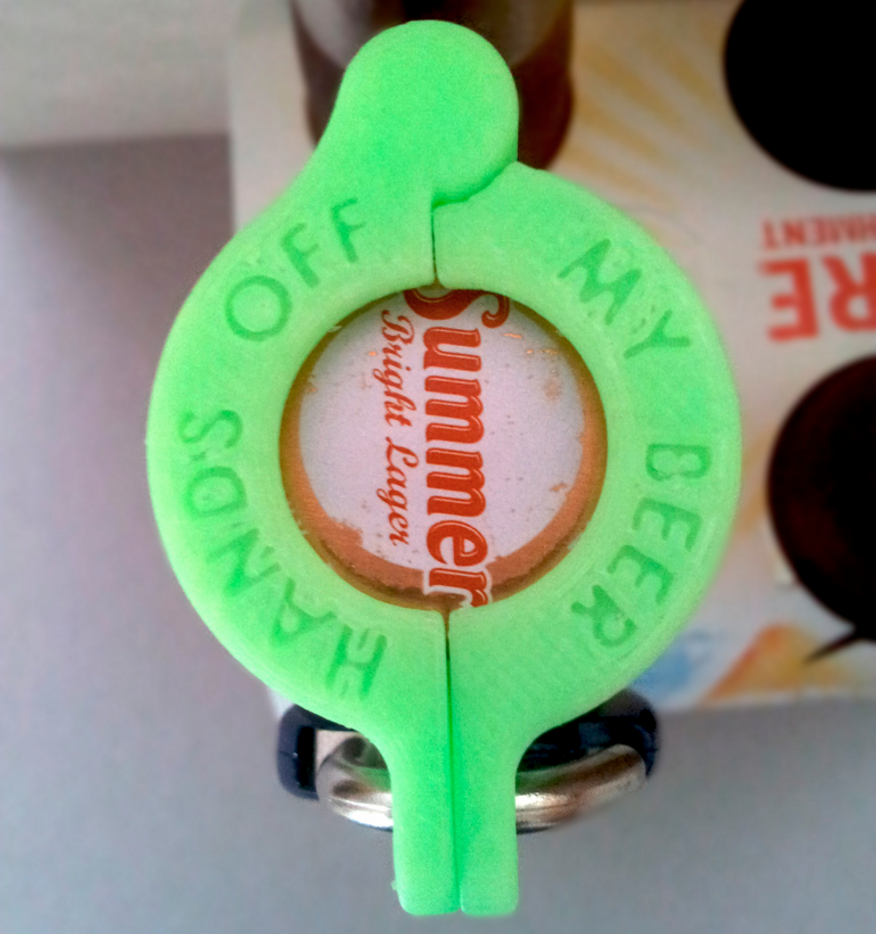 HANDS OFF
MY BEER
Summer
Bright Lager